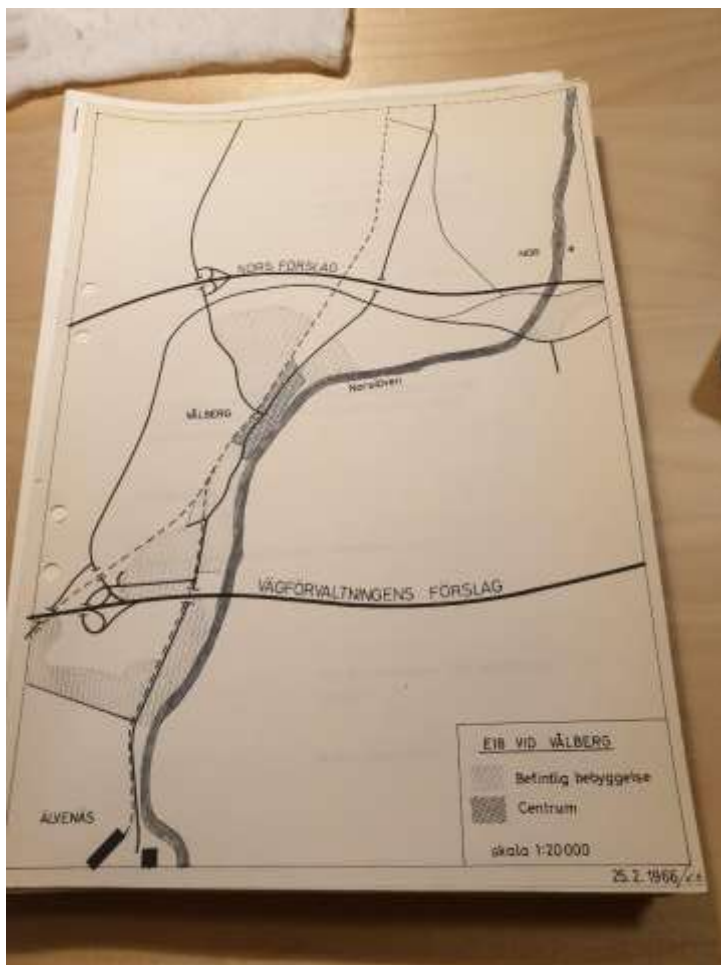 NORS FÖRSLAG
NOR
Norsälven
VÅLBERG
VÄGFÖRVALTNINGENS FÖRSLAG
ÄLVENÄS
E18 VID VÅLBERG
Befintlig bebyggelse
Centrum
skala 1:20000
25.2.1966